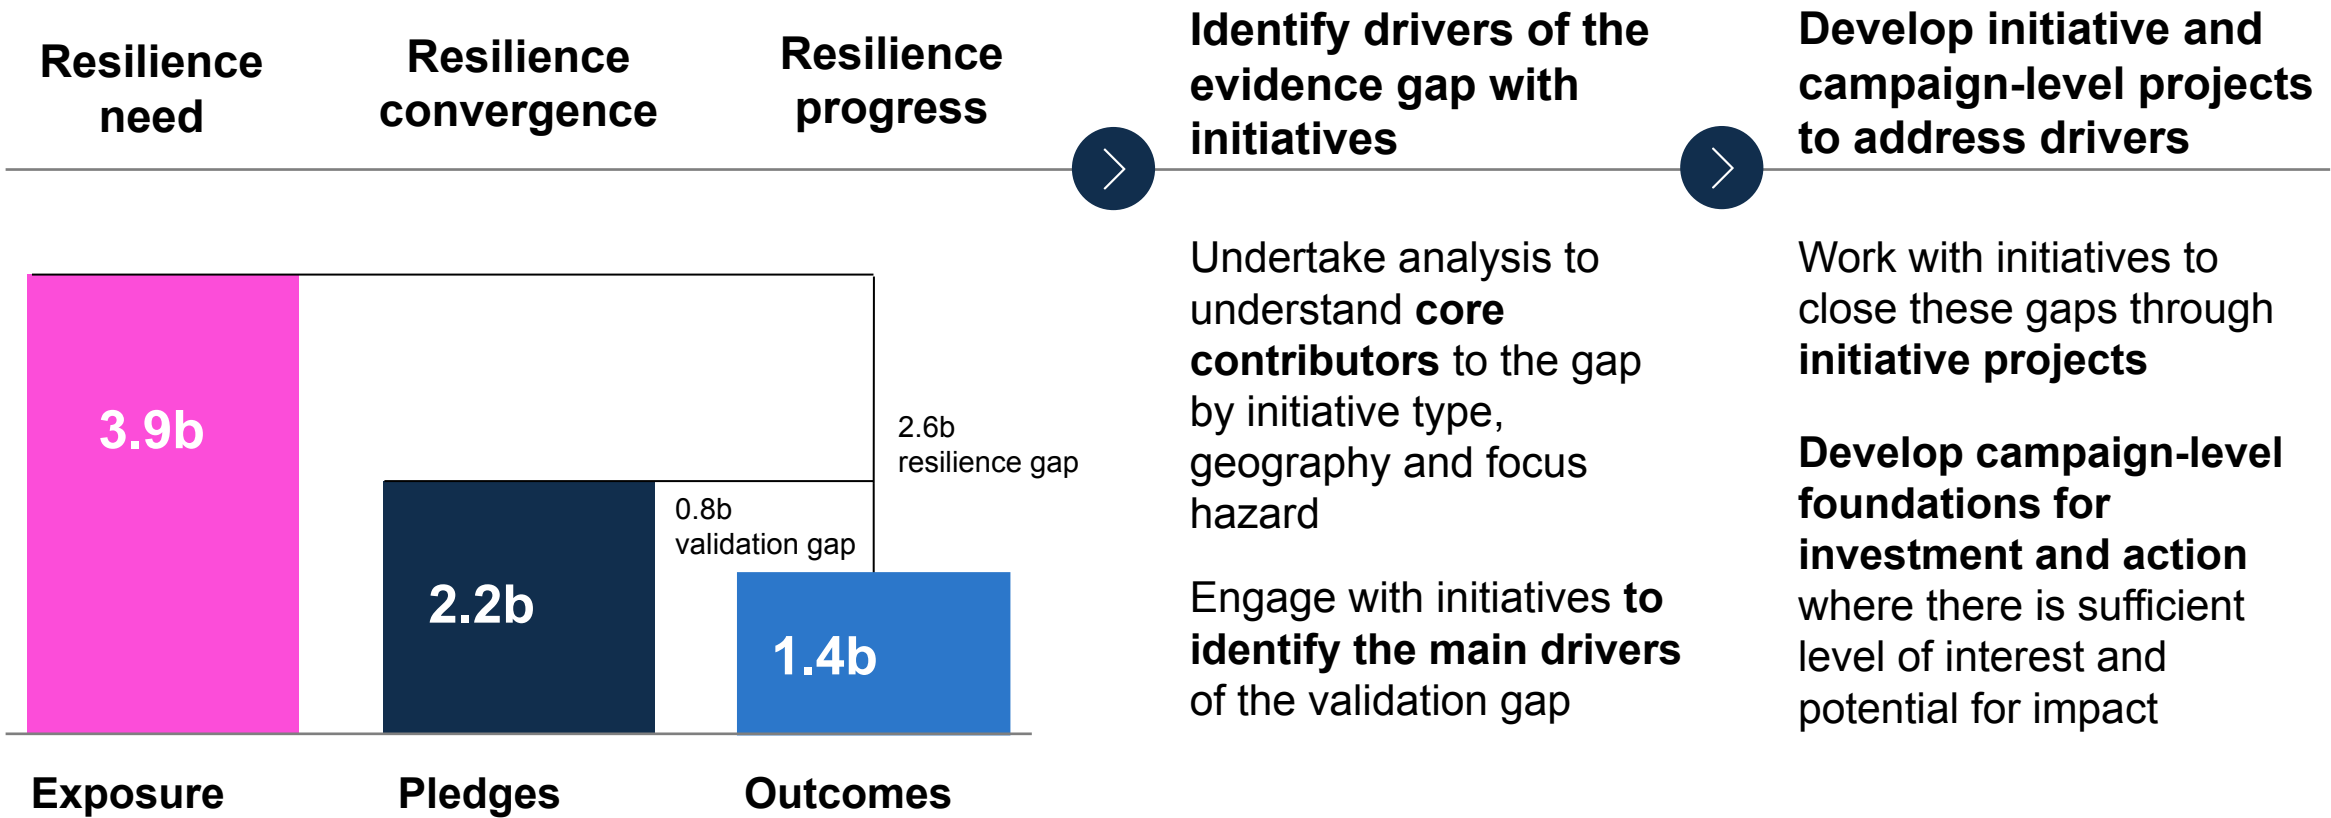 Resilience
need
Resilience
convergence
Resilience
progress
Identify drivers of the
evidence gap with
initiatives
Develop initiative and
campaign-level projects
to address drivers
3.9b
2.2b
1.4b
2.6b
resilience gap
0.8b
validation gap
Exposure
Pledges
Outcomes
Undertake analysis to
understand core
contributors to the gap
by initiative type,
geography and focus
hazard
Engage with initiatives to
identify the main drivers
of the validation gap
Work with initiatives to
close these gaps through
initiative projects
Develop campaign-level
foundations for
investment and action
where there is sufficient
level of interest and
potential for impact